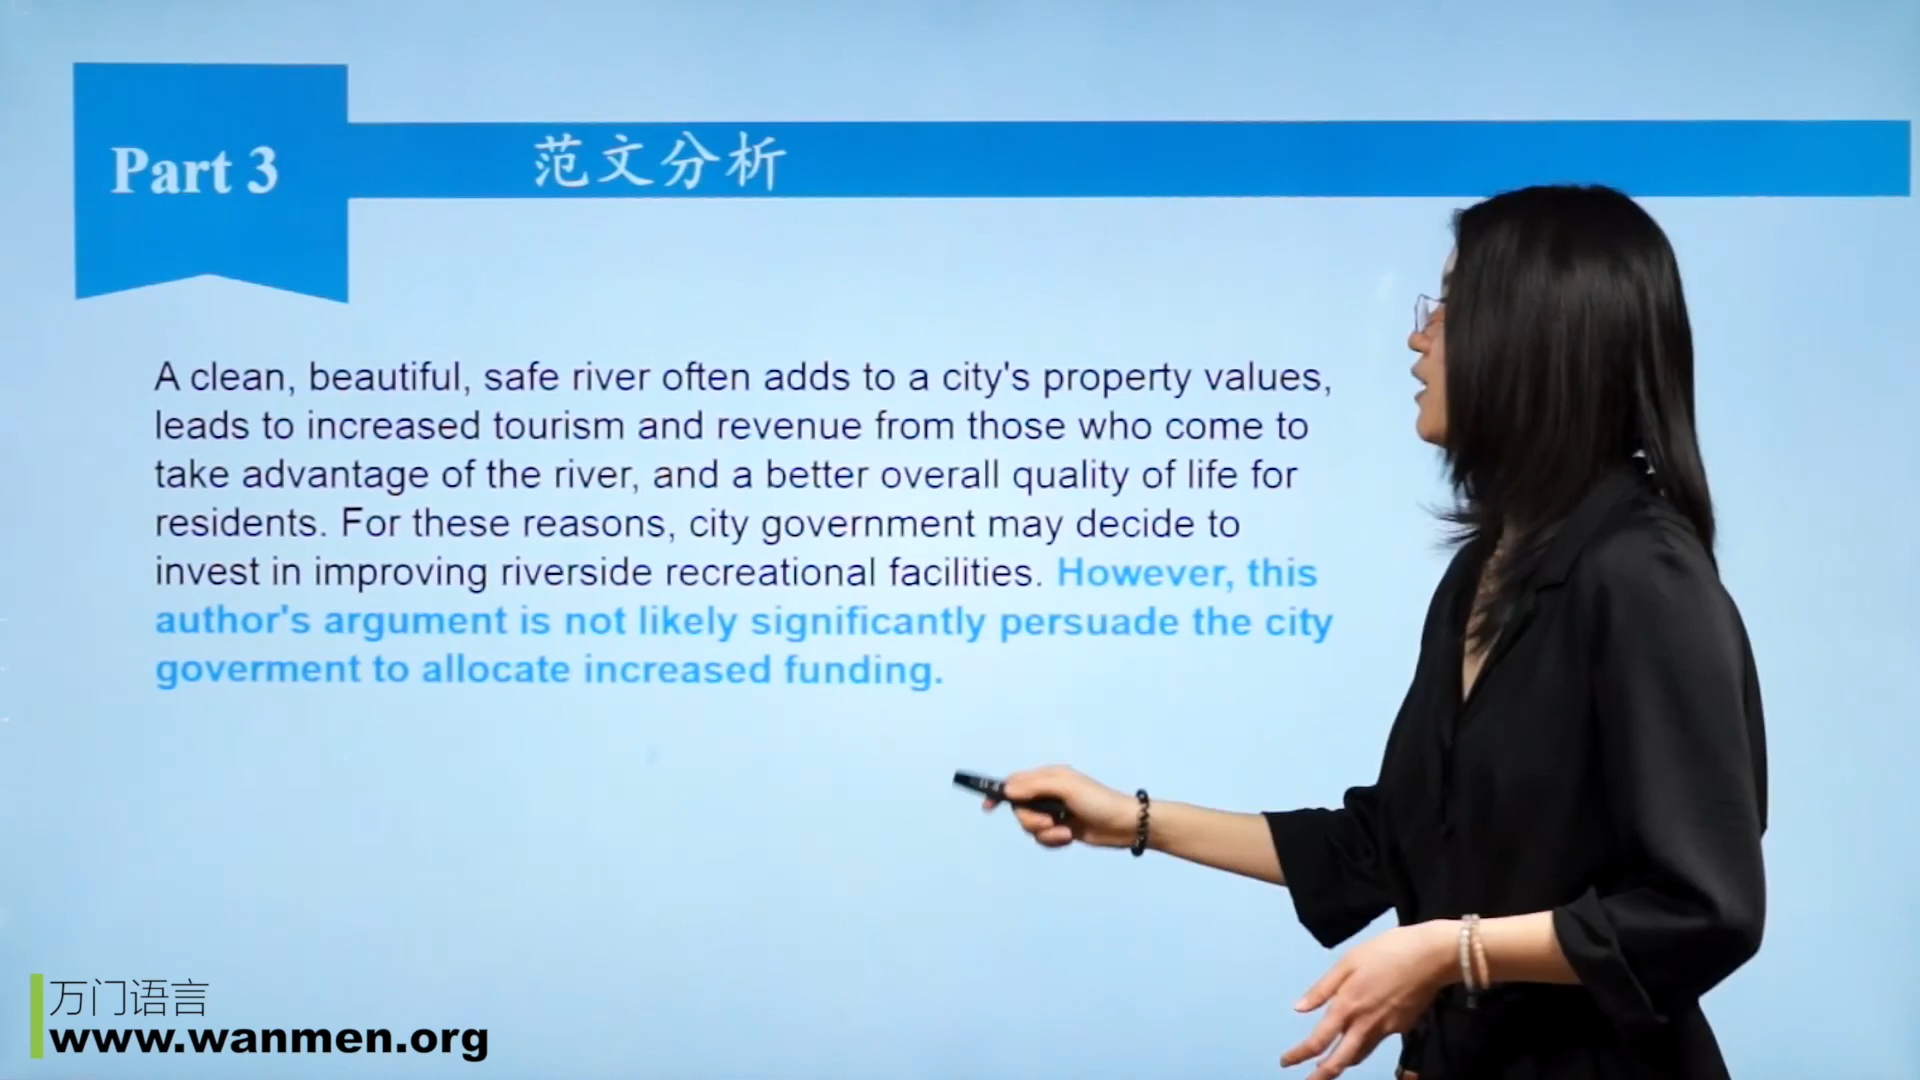 Part 3
范文分析
A clean, beautiful, safe river often adds to a city's property values,
leads to increased tourism and revenue from those who come to
take advantage of the river, and a better overall quality of life for
residents. For these reasons, city government may decide to
invest in improving riverside recreational facilities. However, this
author's argument is not likely significantly persuade the city
goverment to allocate increased funding.
万门语言
www.wanmen.org